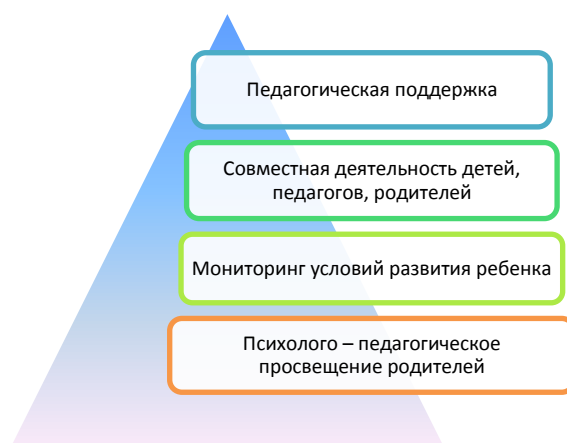 Педагогическая поддержка
Совместная деятельность детей,
педагогов, родителей
Мониторинг условий развития ребенка
Психолого – педагогическое
просвещение родителей